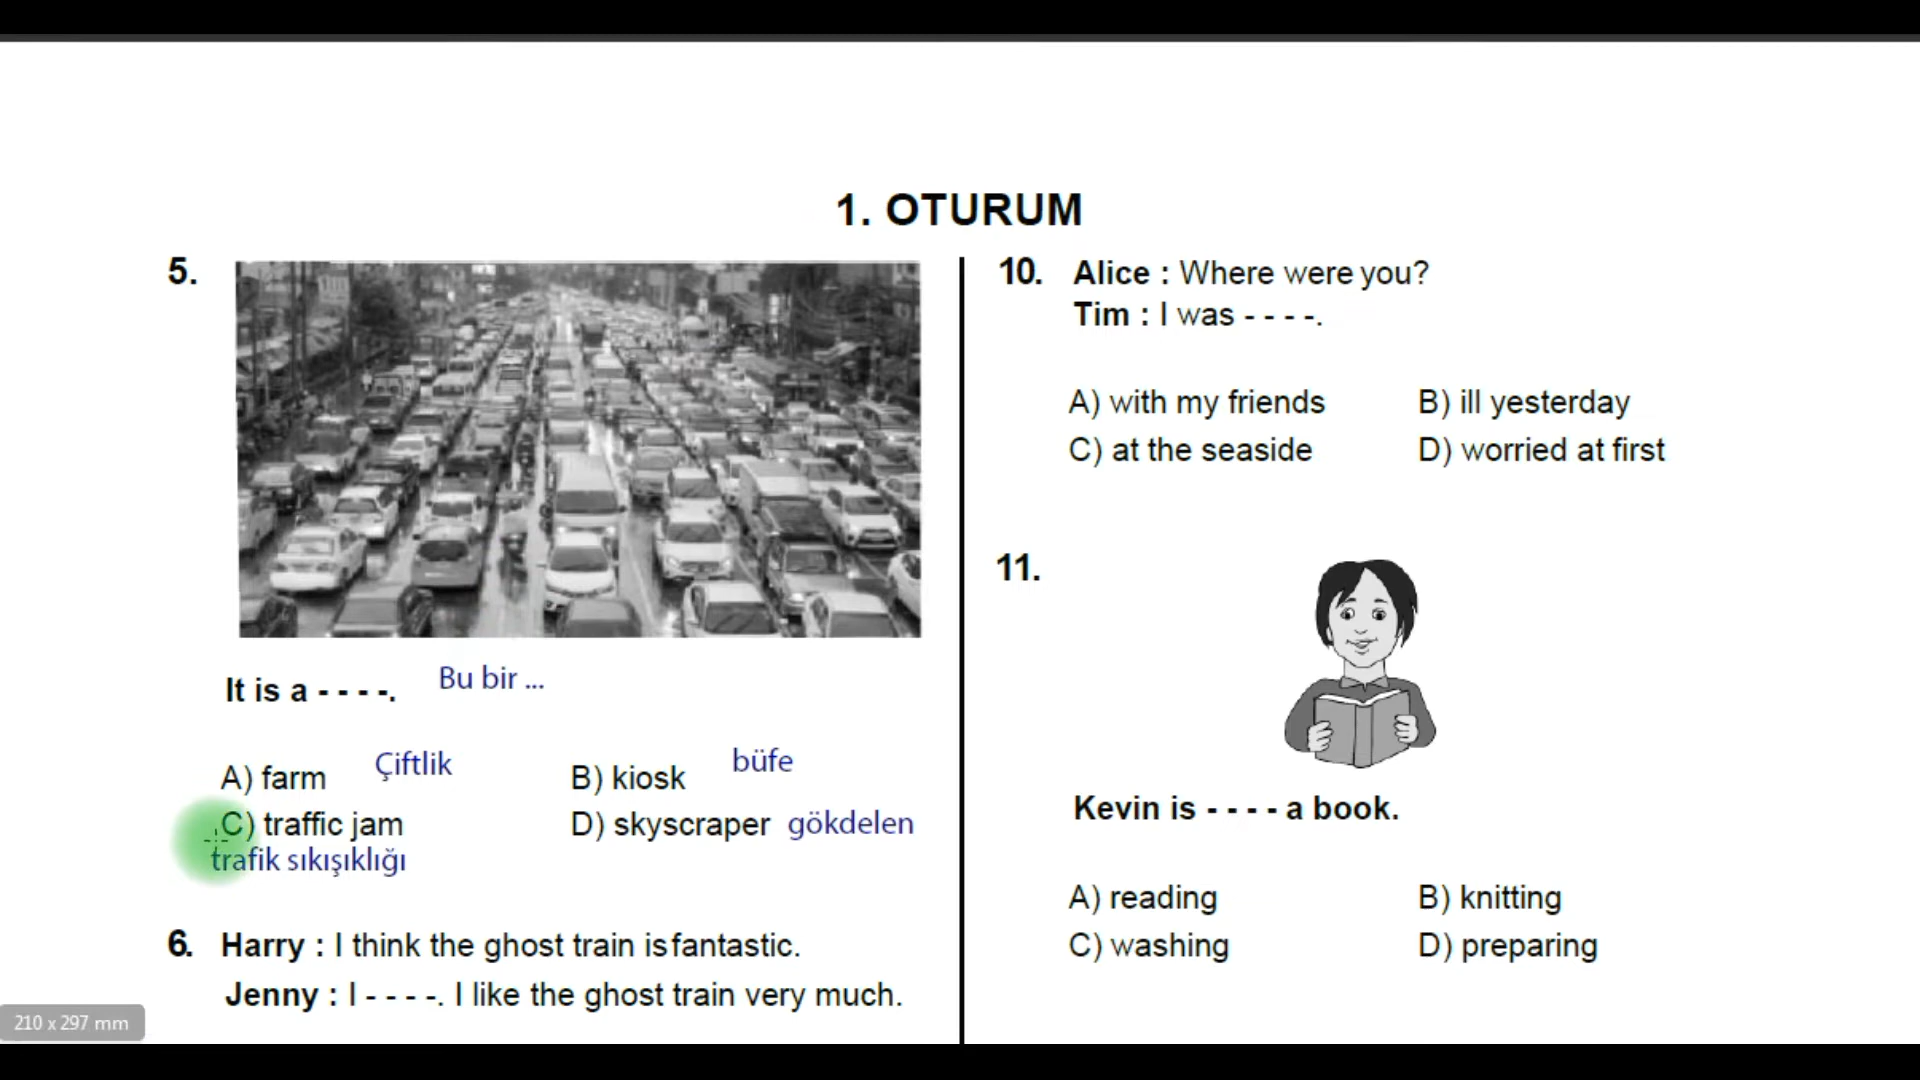 1. OTURUM
5.
It is a - - - -. Bu bir ...
A) farm Çiftlik B) kiosk büfe
C) traffic jam D) skyscraper gökdelen
trafik sıkışıklığı
6. Harry : I think the ghost train is fantastic.
Jenny : I - - - -. I like the ghost train very much.
10. Alice : Where were you?
Tim : I was - - - -.
A) with my friends B) ill yesterday
C) at the seaside D) worried at first
11.
Kevin is - - - - a book.
A) reading B) knitting
C) washing D) preparing
210 x 297 mm